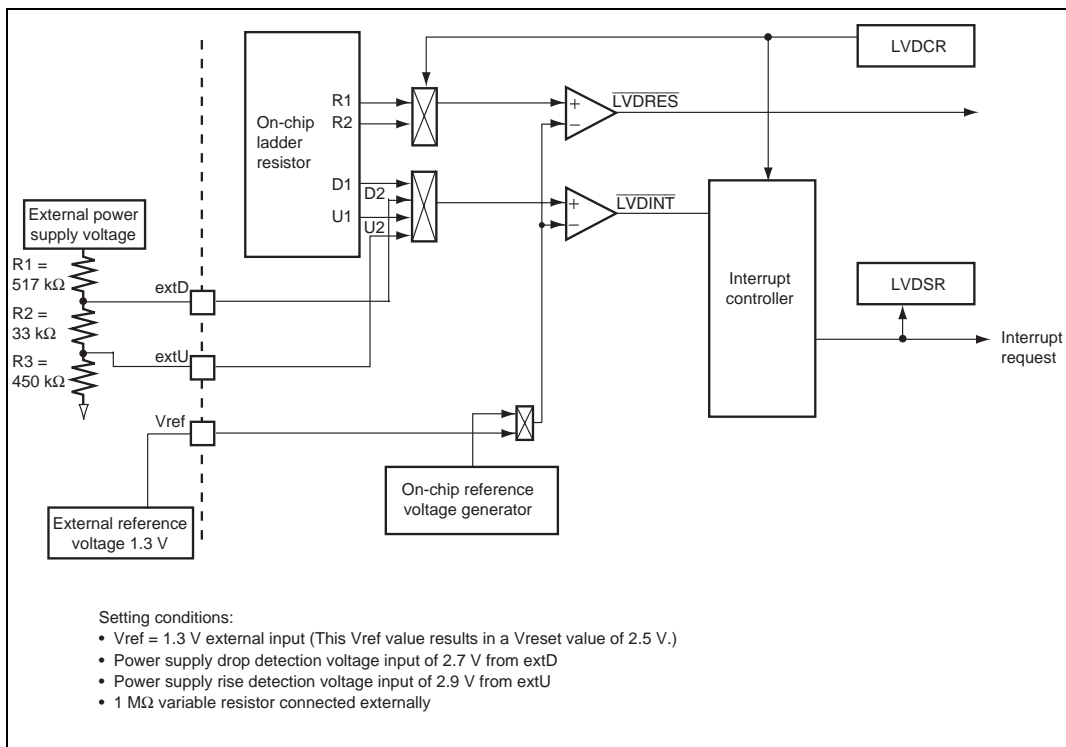 LVDCR
On-chip
ladder
resistor
R1
R2
D1
D2
U1
U2
LVDRES
+
−
LVDINT
+
−
External power
supply voltage
R1 =
517 kΩ
R2 =
33 kΩ
R3 =
450 kΩ
extD
extU
Vref
Interrupt
controller
LVDSR
Interrupt
request
On-chip reference
voltage generator
External reference
voltage 1.3 V
Setting conditions:
• Vref = 1.3 V external input (This Vref value results in a Vreset value of 2.5 V.)
• Power supply drop detection voltage input of 2.7 V from extD
• Power supply rise detection voltage input of 2.9 V from extU
• 1 MΩ variable resistor connected externally